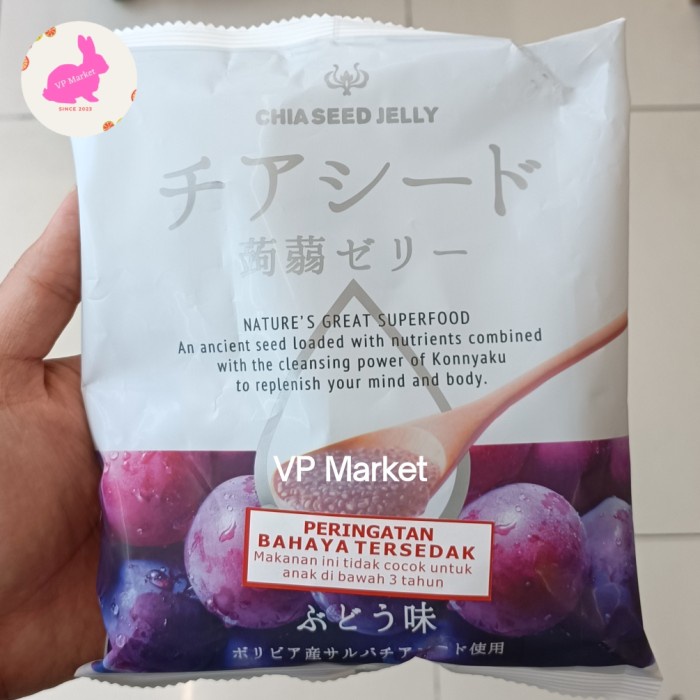 VP Market
SINCE 2022
CHIA SEED JELLY
チアシード
蒟蒻ゼリー
NATURE'S GREAT SUPERFOOD
An ancient seed loaded with nutrients combined
with the cleansing power of Konnyaku
to replenish your mind and body.
VP Market
PERINGATAN
BAHAYA TERSEDAK
Makanan ini tidak cocok untuk
anak di bawah 3 tahun
ぶどう味
ボリビア産サルバチアシード使用